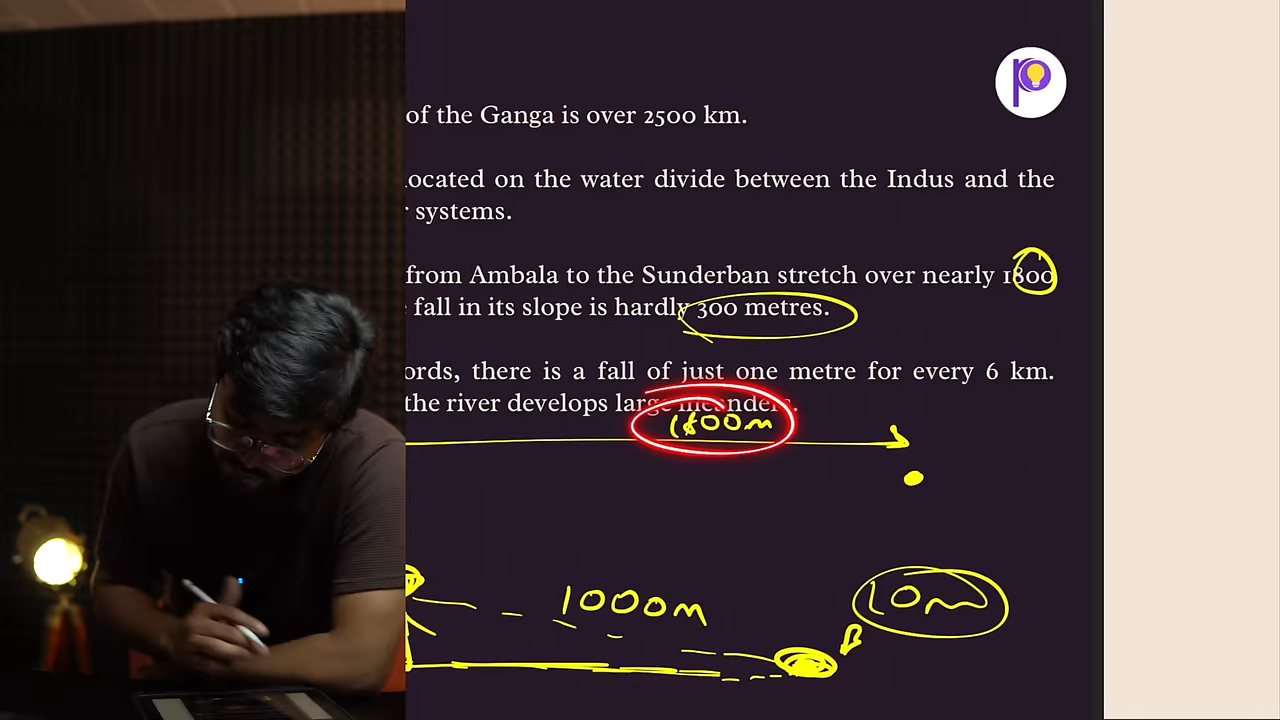 of the Ganga is over 2500 km.
located on the water divide between the Indus and the
systems.
from Ambala to the Sunderban stretch over nearly 1800
fall in its slope is hardly 300 metres.
ords, there is a fall of just one metre for every 6 km.
the river develops large meanders.
1800m
1000m
10m